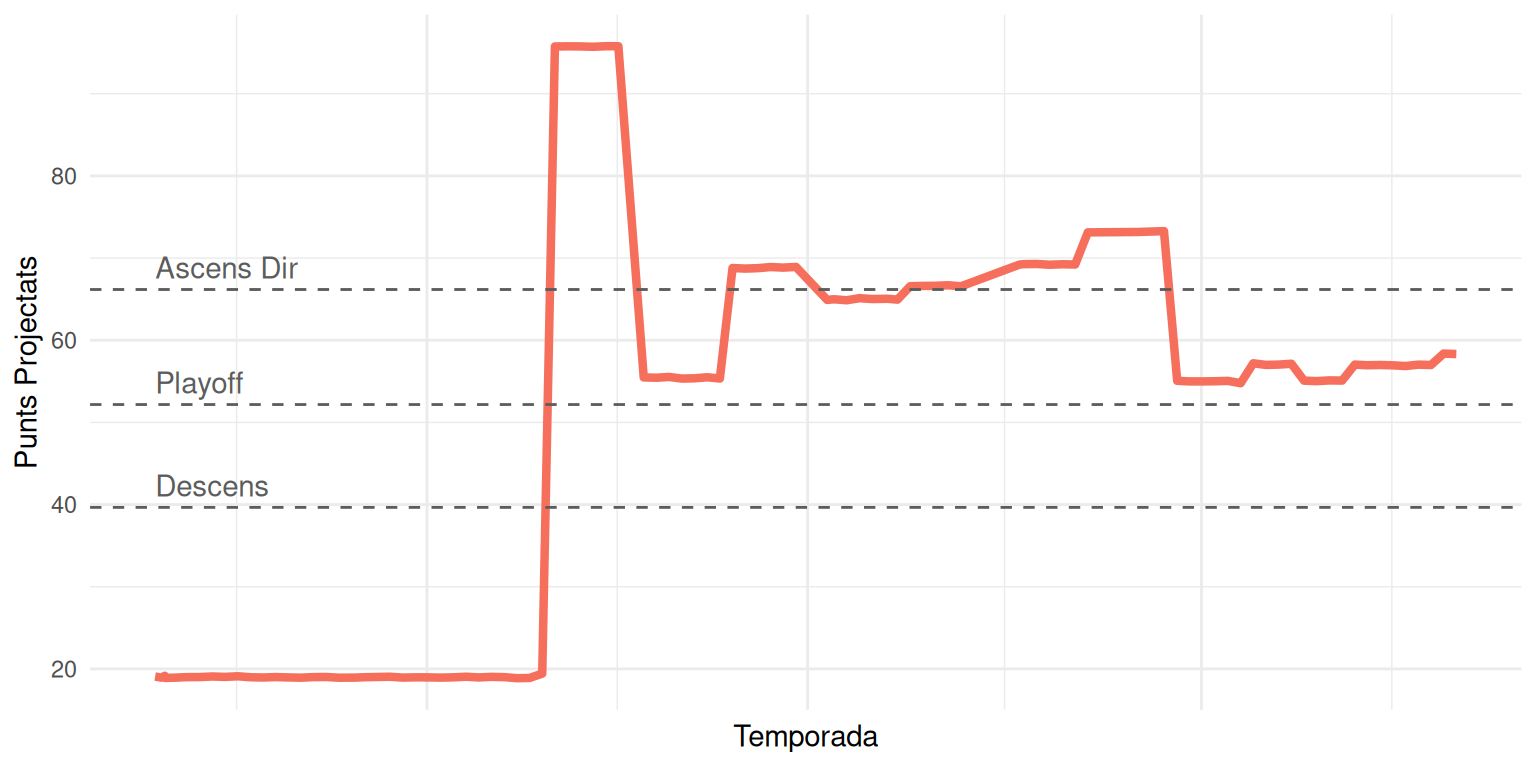 80
60
40
20
Punts Projectats
Ascens Dir
Playoff
Descens
Temporada